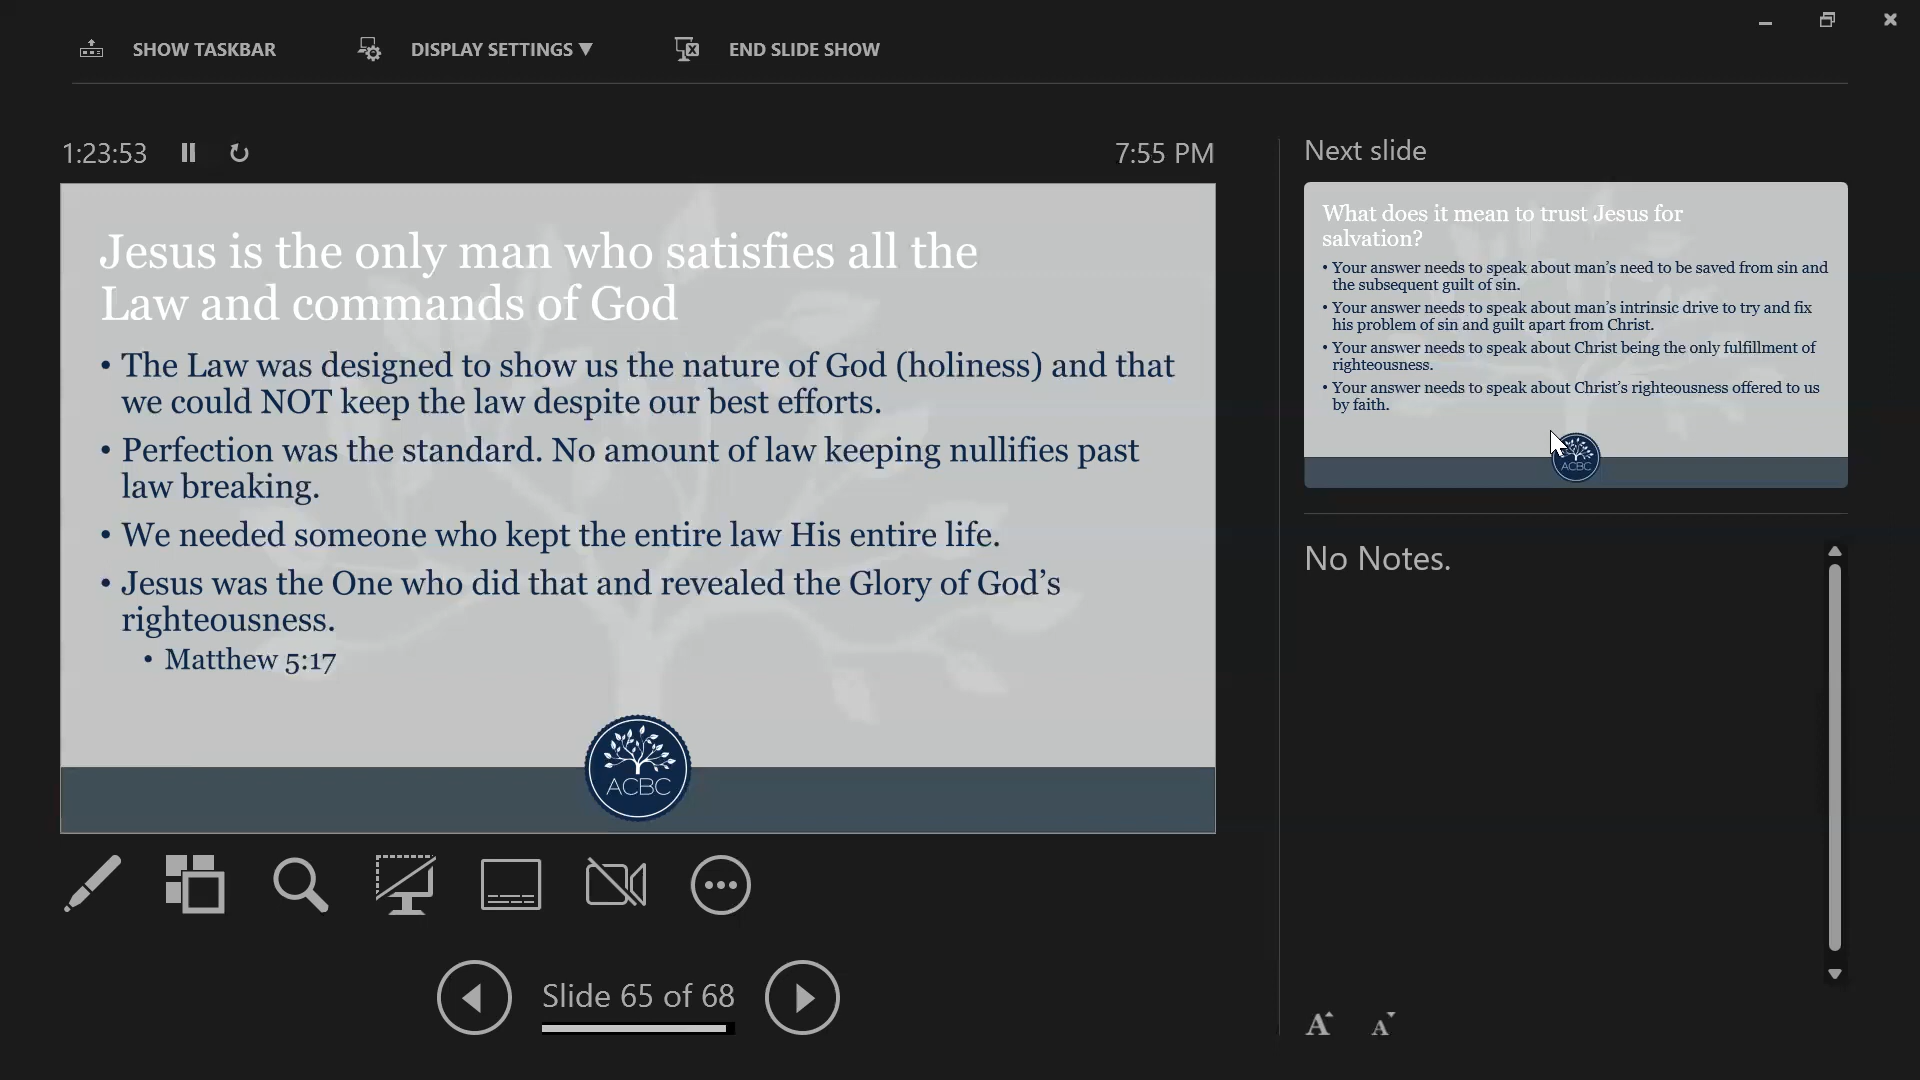 SHOW TASKBAR
DISPLAY SETTINGS ▼
END SLIDE SHOW
1:23:53
7:55 PM
Jesus is the only man who satisfies all the
Law and commands of God
• The Law was designed to show us the nature of God (holiness) and that
we could NOT keep the law despite our best efforts.
• Perfection was the standard. No amount of law keeping nullifies past
law breaking.
• We needed someone who kept the entire law His entire life.
• Jesus was the One who did that and revealed the Glory of God’s
righteousness.
• Matthew 5:17
ACBC
Slide 65 of 68
Next slide
What does it mean to trust Jesus for
salvation?
• Your answer needs to speak about man’s need to be saved from sin and
the subsequent guilt of sin.
• Your answer needs to speak about man’s intrinsic drive to try and fix
his problem of sin and guilt apart from Christ.
• Your answer needs to speak about Christ being the only fulfillment of
righteousness.
• Your answer needs to speak about Christ’s righteousness offered to us
by faith.
ACBC
No Notes.
A A